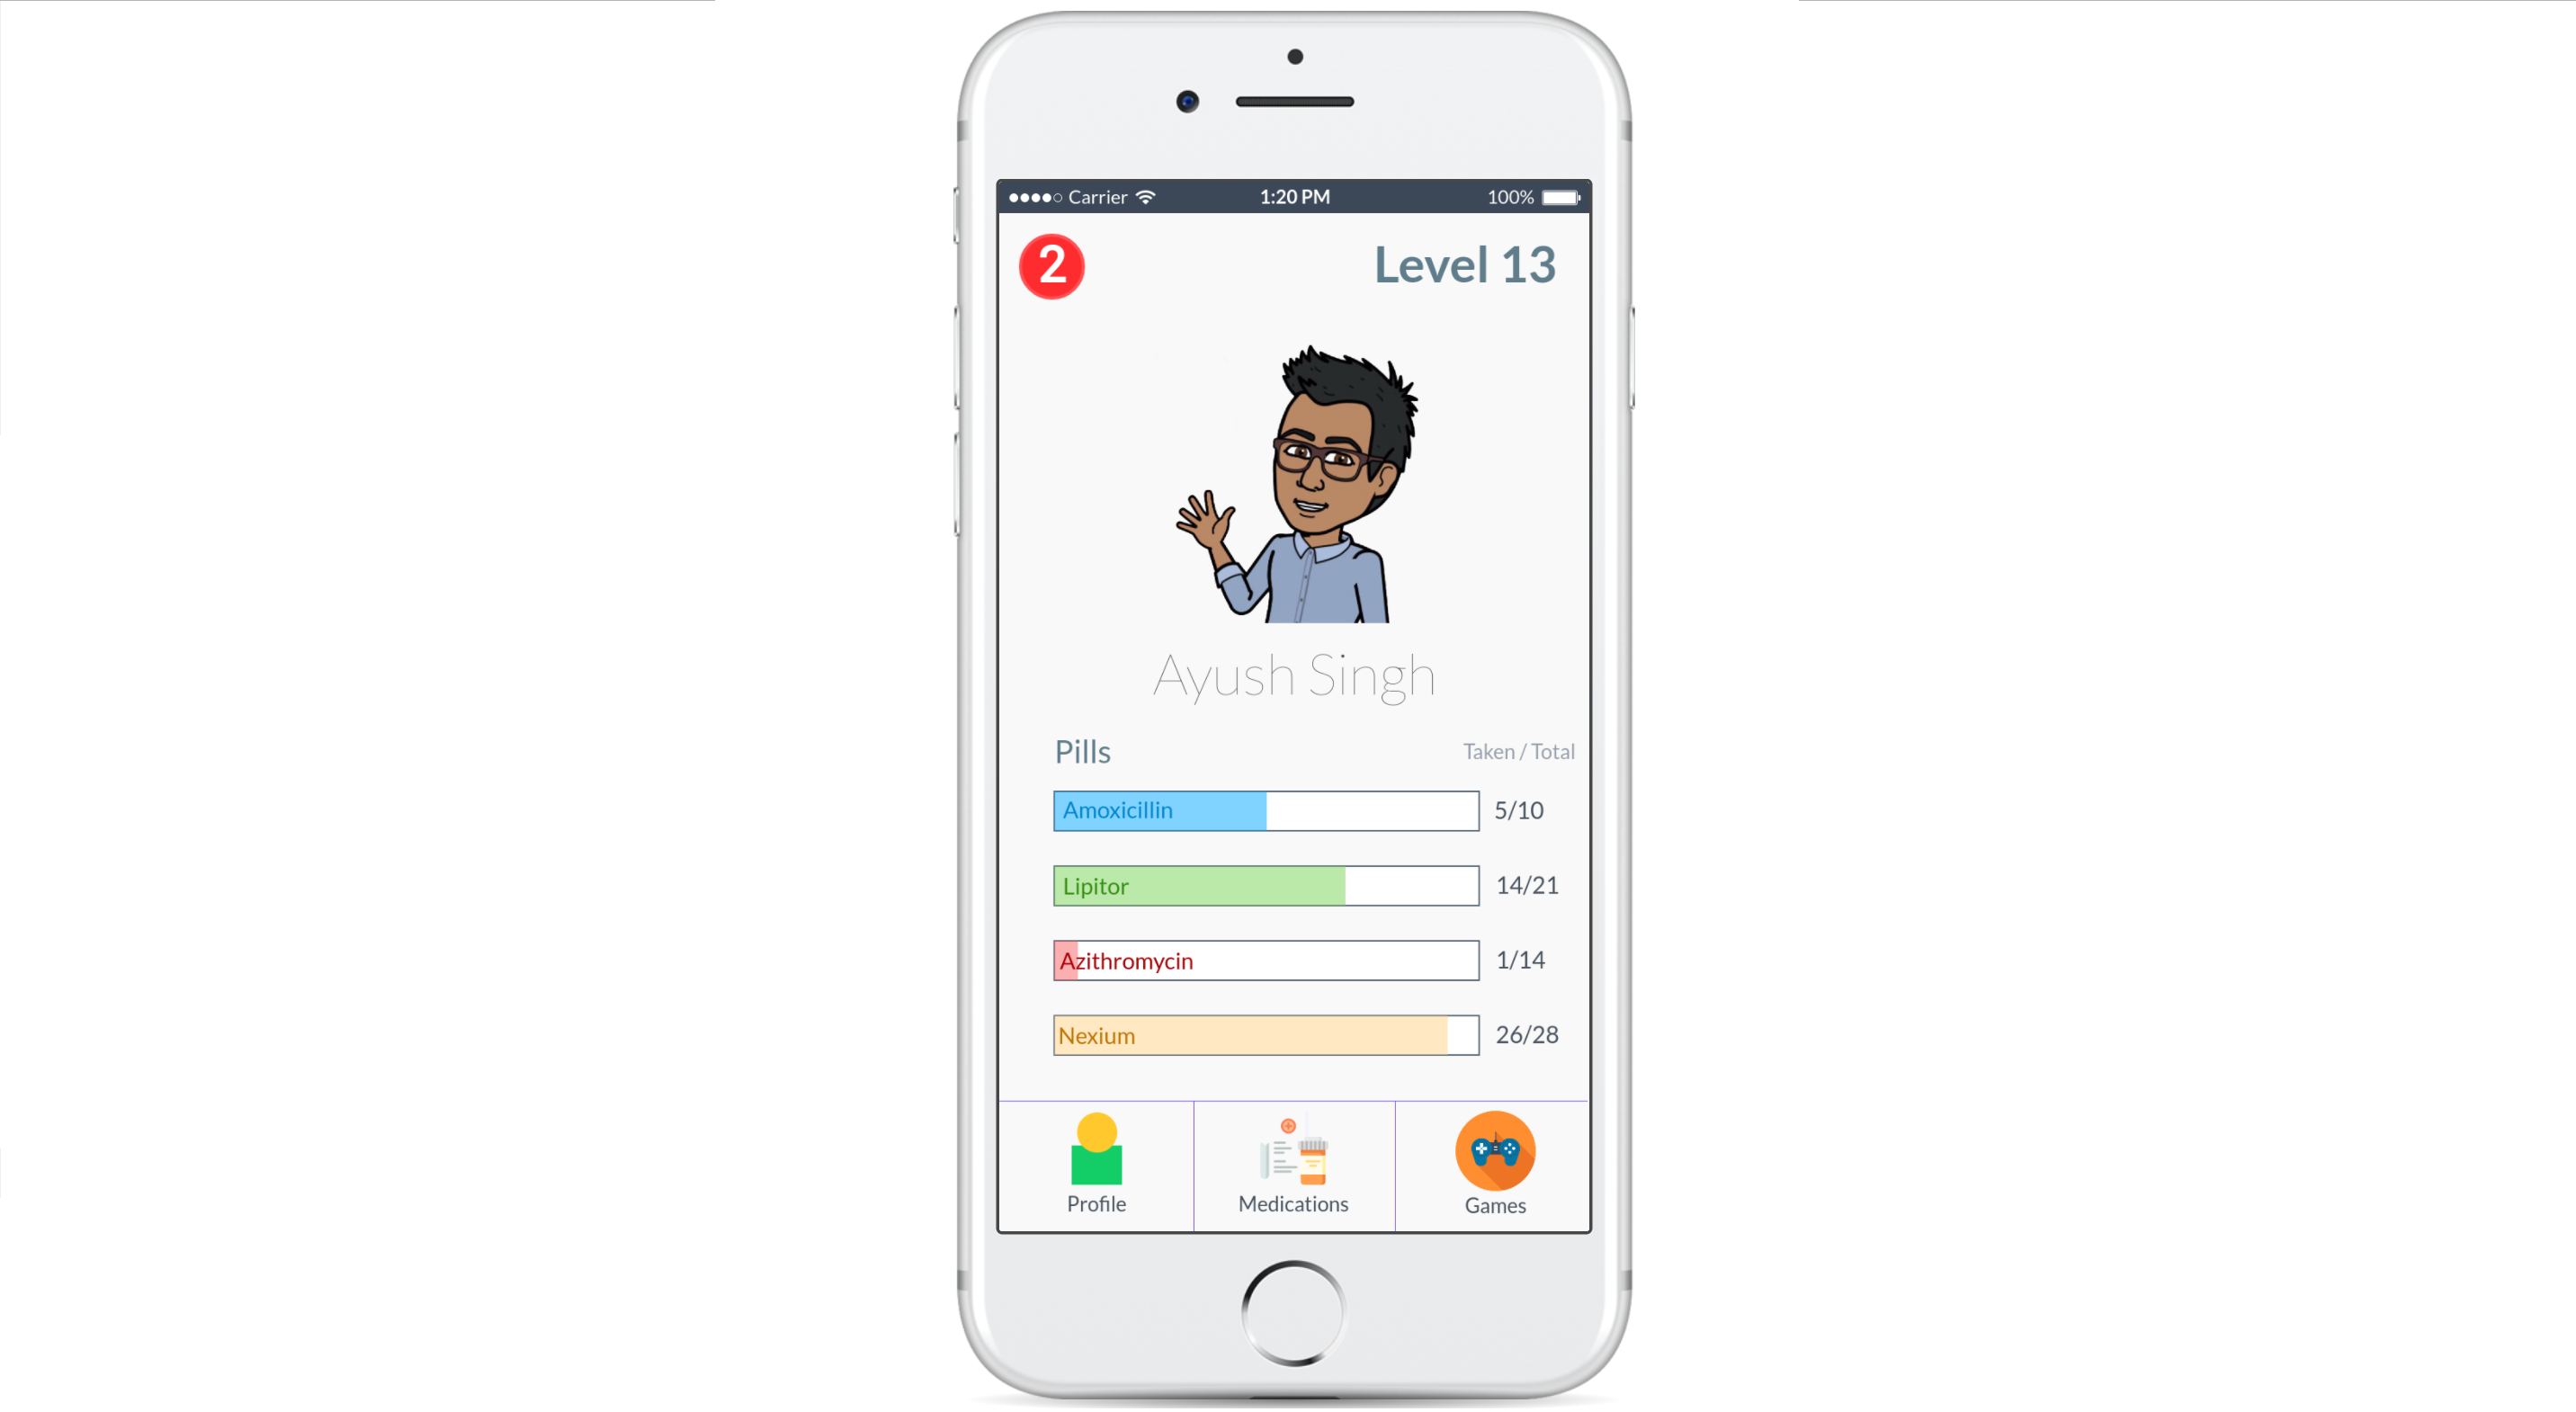 Carrier 1:20 PM 100%
2 Level 13
Ayush Singh
Pills Taken / Total
Amoxicillin 5/10
Lipitor 14/21
Azithromycin 1/14
Nexium 26/28
Profile Medications Games